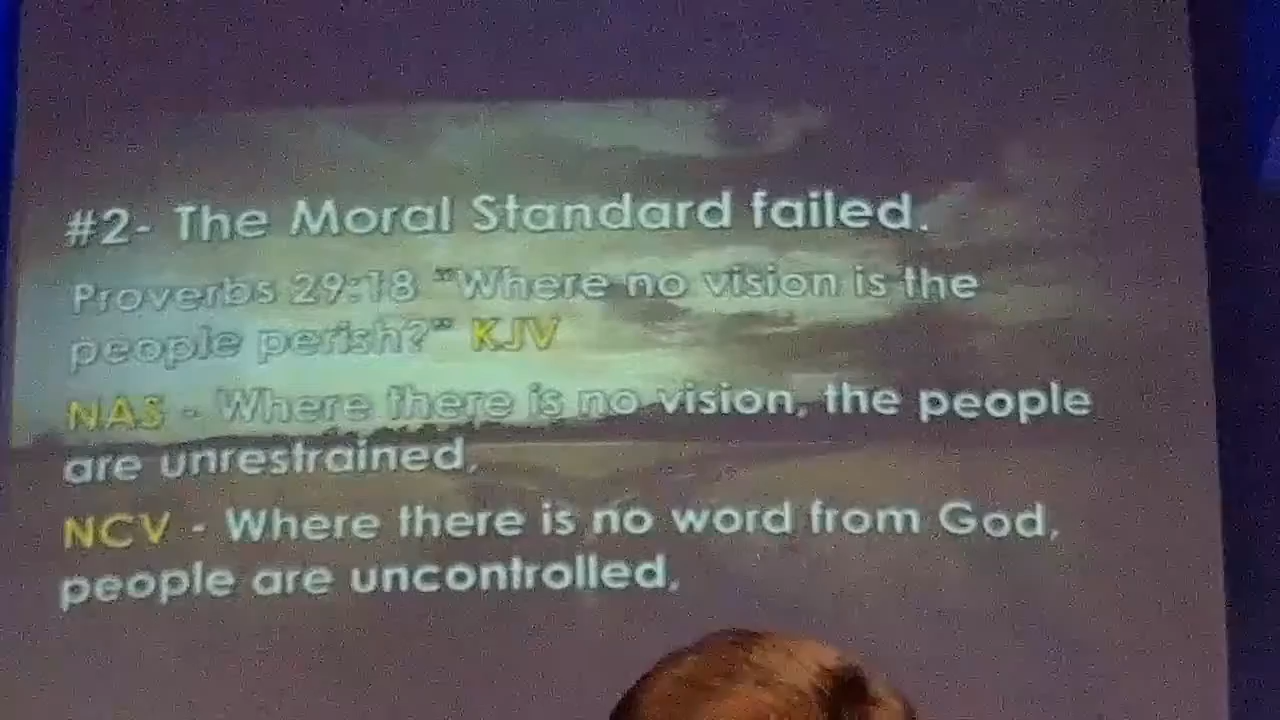 #2- The Moral Standard failed.
Proverbs 29:18 "Where no vision is the
people perish?" KJV
NAS - Where there is no vision, the people
are unrestrained,
NCV - Where there is no word from God,
people are uncontrolled,